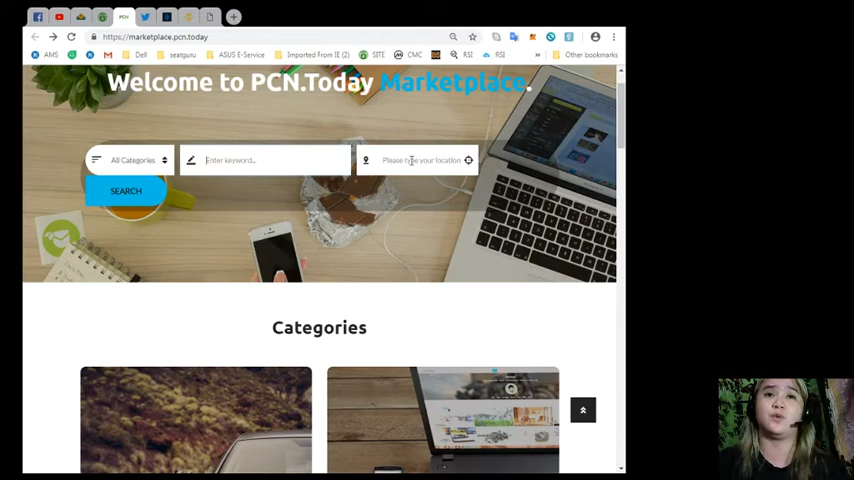 PCN
https://marketplace.pcn.today
AMS
Dell
ASUS E-Service
Imported From IE (2)
SITE
CMC
RSI
RSI
»
Other bookmarks
Welcome to PCN.Today Marketplace.
All Categories
Enter keyword...
Please type your location
SEARCH
Categories